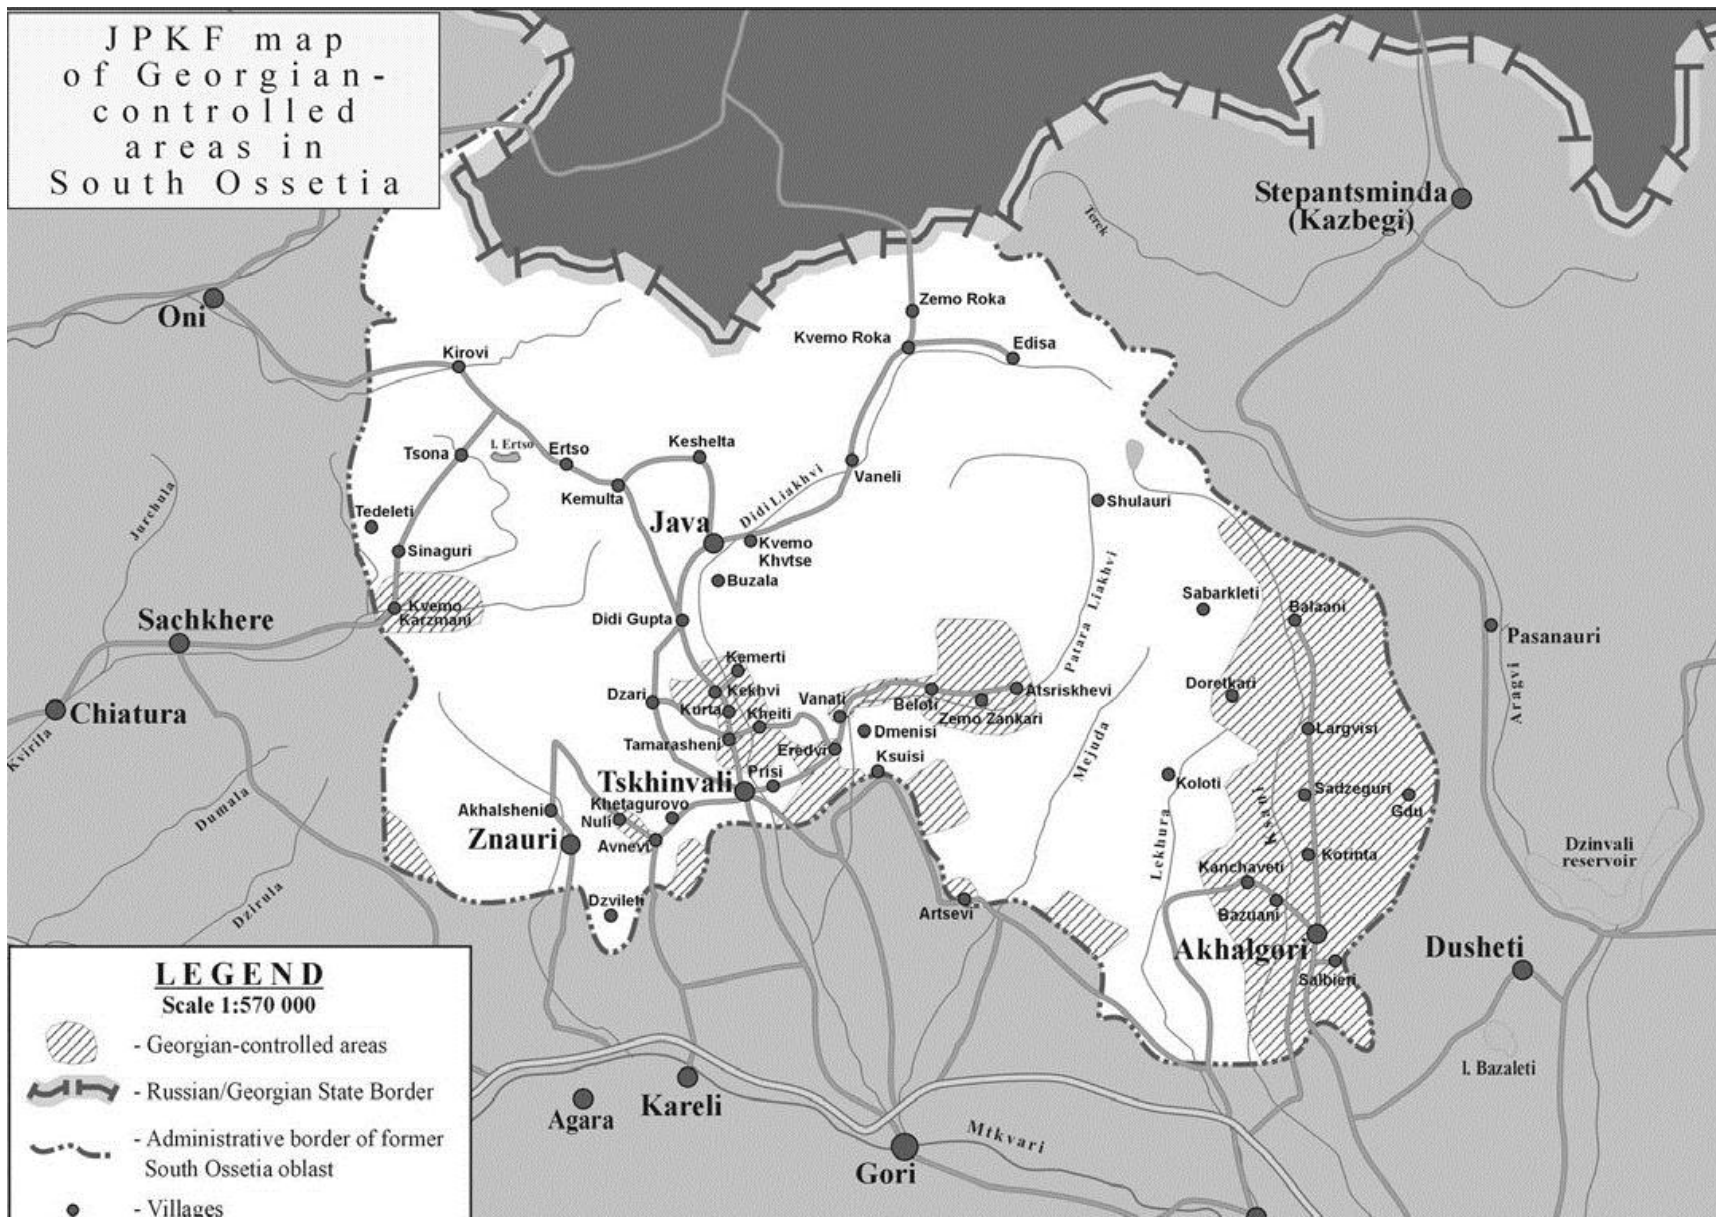 JPKF map
of Georgian-
controlled
areas in
South Ossetia
Stepantsminda
(Kazbegi)
Terek
Oni
Zemo Roka
Kvemo Roka
Edisa
Kirovi
Tsona
l. Ertso
Ertso
Keshelta
Kemulta
Didi Liakhvi
Vaneli
Shulauri
Jurchula
Tedeleti
Java
Sinaguri
Kvemo
Khvtse
Buzala
Patara Liakhvi
Sabarkleti
Balaani
Kvemo
Karzmani
Sachkhere
Didi Gupta
Pasanauri
Kemerti
Aragvi
Chiatura
Dzari
Kekhvi
Kurta
Kheiti
Vanati
Beloti
Atsriskhevi
Zemo Zankari
Doretkari
Kvirila
Tamarasheni
Eredvi
Dmenisi
Largvisi
Mejuda
Ksuisi
Prisi
Tskhinvali
Koloti
Sadzeguri
Gdu
Dumala
Akhalsheni
Khetagurovo
Nuli
Ksani
Lekhura
Znauri
Avnevi
Korinta
Dzinvali
reservoir
Kanchaveti
Dzirula
Dzvileti
Artsevi
Bazuani
Akhalgori
Dusheti
Salbieri
l. Bazaleti
LEGEND
Scale 1:570 000
- Georgian-controlled areas
- Russian/Georgian State Border
- Administrative border of former
South Ossetia oblast
- Villages
Agara
Kareli
Gori
Mtkvari